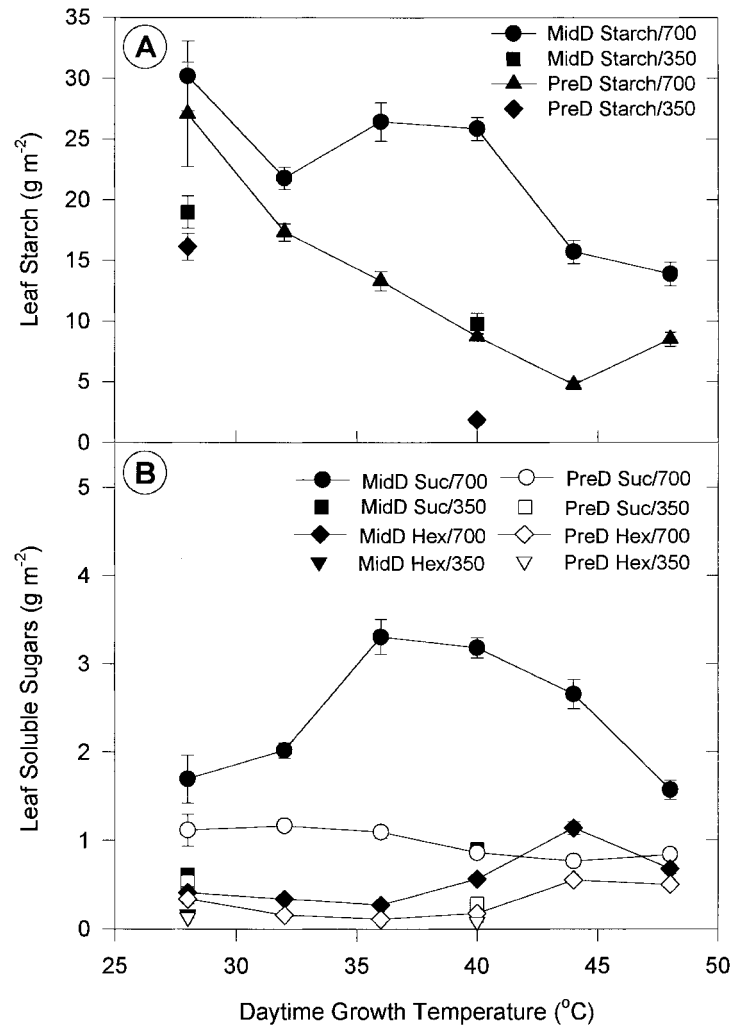 A
MidD Starch/700
MidD Starch/350
PreD Starch/700
PreD Starch/350
35
30
25
20
15
10
5
0
Leaf Starch (g m⁻²)
B
MidD Suc/700
MidD Suc/350
MidD Hex/700
MidD Hex/350
PreD Suc/700
PreD Suc/350
PreD Hex/700
PreD Hex/350
5
4
3
2
1
0
Leaf Soluble Sugars (g m⁻²)
25 30 35 40 45 50
Daytime Growth Temperature (°C)